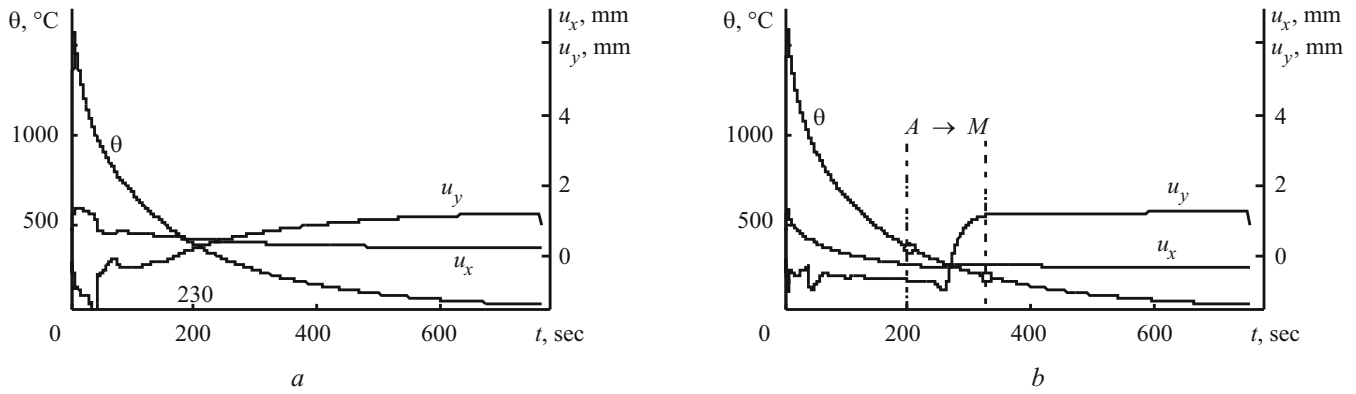 θ, °C
u_x, mm
u_y, mm
4
1000
θ
2
u_y
500
0
u_x
230
0 200 400 600 t, sec
a
θ, °C
u_x, mm
u_y, mm
4
θ
A → M
1000
2
u_y
500
u_x
0
0 200 400 600 t, sec
b